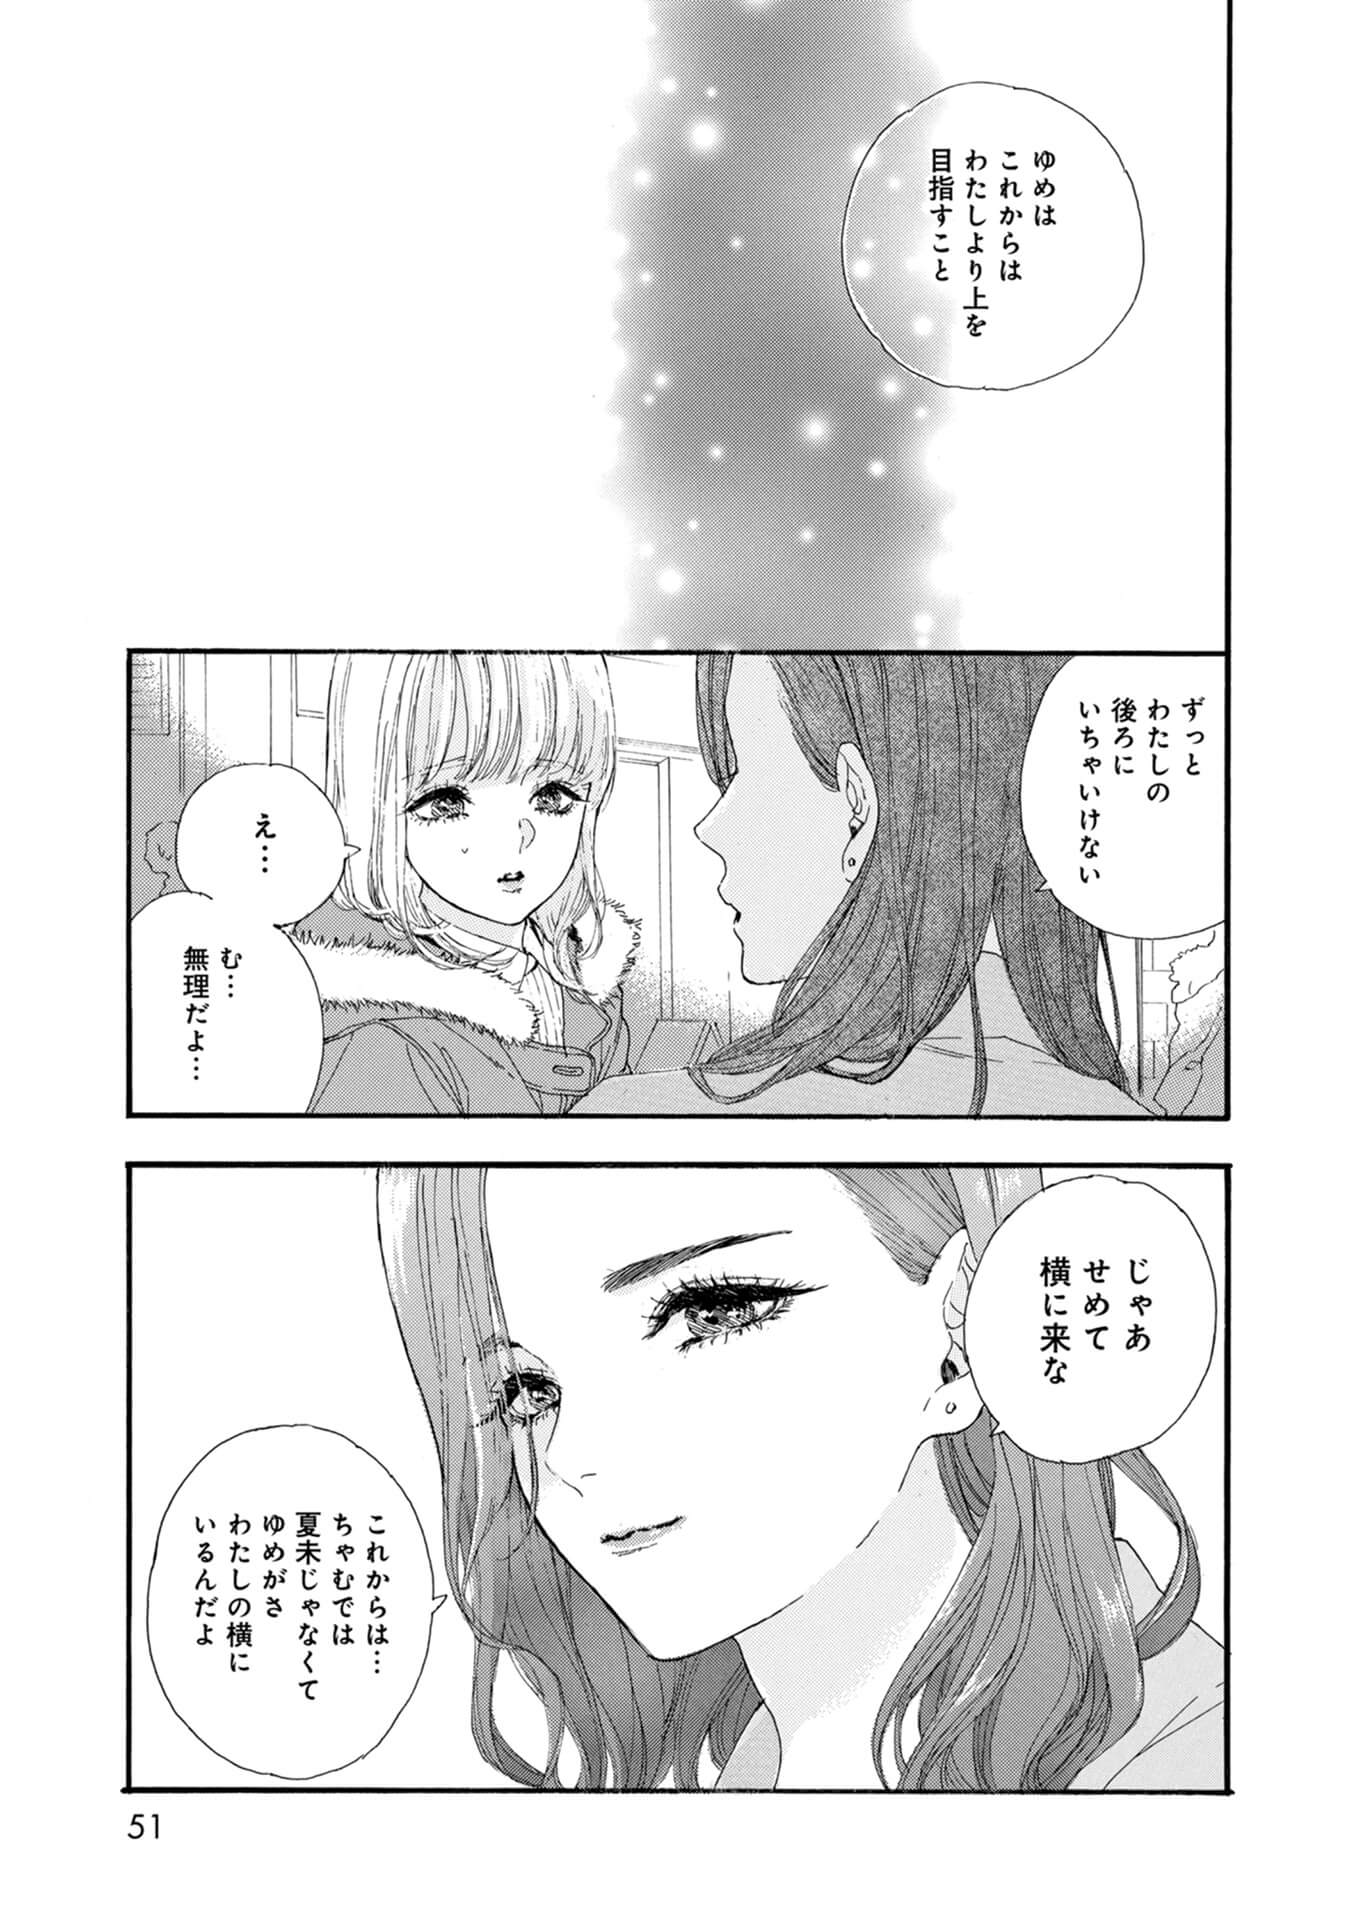 ゆめは
これからは
わたしより上を
目指すこと
ずっと
わたしの
後ろに
いちゃいけない
え…
む…
無理だよ…
じゃあ
せめて
横に来な
これからは…
ちゃむでは
夏未じゃなくて
ゆめがさ
わたしの横に
いるんだよ
51